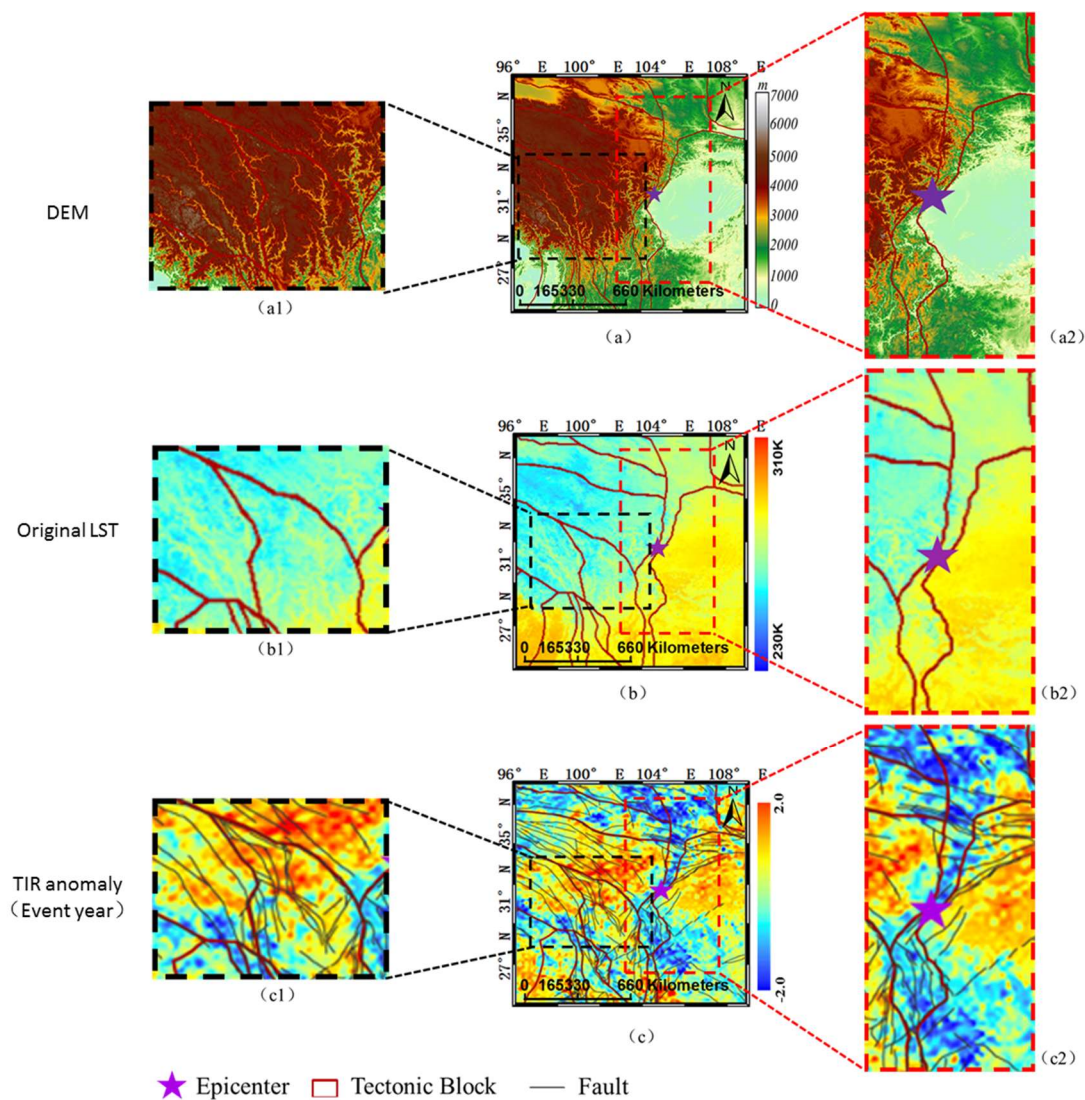 96° E 100° E 104° E 108° E
N 35° N 31° N 27°
m
7000
6000
5000
4000
3000
2000
1000
0
N
0 165330 660 Kilometers
DEM
(a1)
(a)
(a2)
96° E 100° E 104° E 108° E
N 35° N 31° N 27°
310K
230K
N
0 165330 660 Kilometers
Original LST
(b1)
(b)
(b2)
96° E 100° E 104° E 108° E
N 35° N 31° N 27°
2.0
-2.0
N
0 165330 660 Kilometers
TIR anomaly
(Event year)
(c1)
(c)
(c2)
Epicenter Tectonic Block Fault